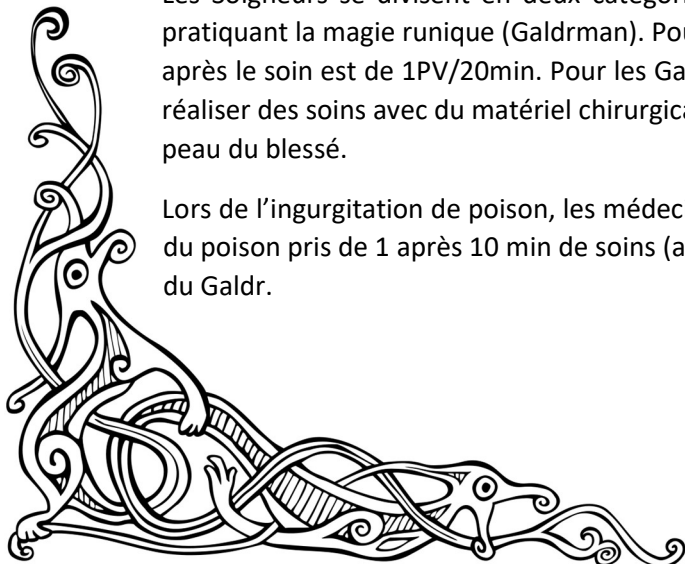 Les Soigneurs se divisent en deux catégor
pratiquant la magie runique (Galdrman). Pou
après le soin est de 1PV/20min. Pour les Ga
réaliser des soins avec du matériel chirurgica
peau du blessé.
Lors de l’ingurgitation de poison, les médec
du poison pris de 1 après 10 min de soins (a
du Galdr.